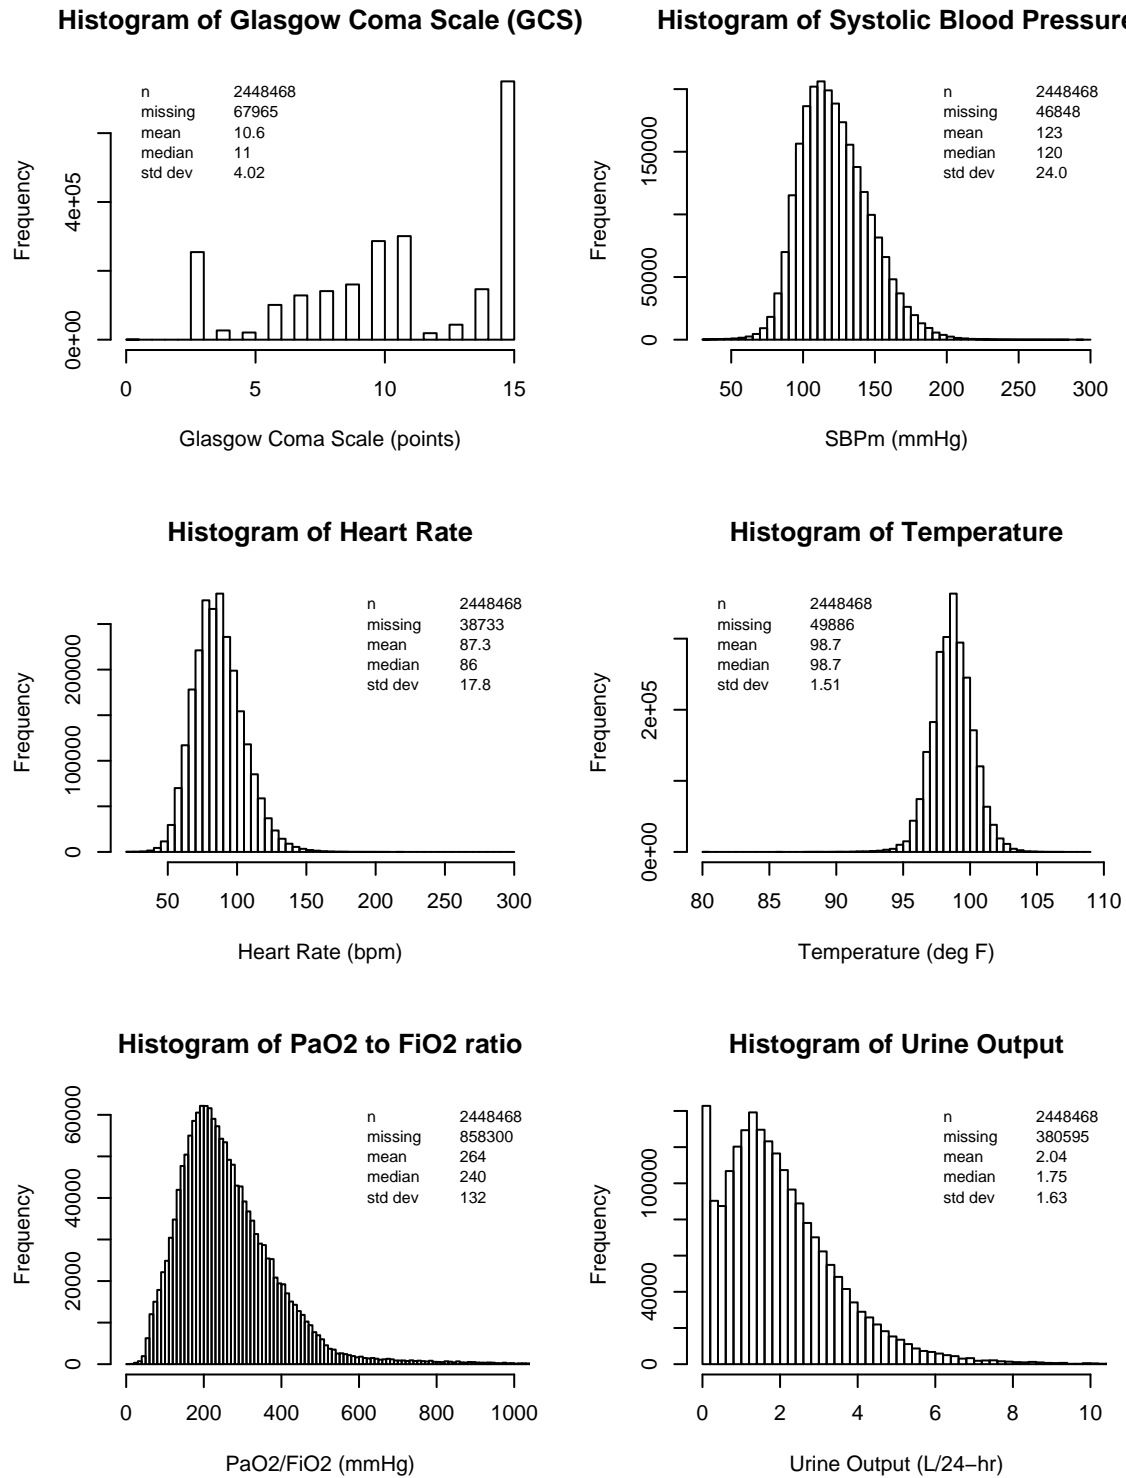 Histogram of Glasgow Coma Scale (GCS)
n 2448468
missing 67965
mean 10.6
median 11
std dev 4.02
Frequency
0e+00 4e+05
0 5 10 15
Glasgow Coma Scale (points)
Histogram of Systolic Blood Pressure
n 2448468
missing 46848
mean 123
median 120
std dev 24.0
Frequency
0 50000 150000
50 100 150 200 250 300
SBPm (mmHg)
Histogram of Heart Rate
n 2448468
missing 38733
mean 87.3
median 86
std dev 17.8
Frequency
0 100000 200000
50 100 150 200 250 300
Heart Rate (bpm)
Histogram of Temperature
n 2448468
missing 49886
mean 98.7
median 98.7
std dev 1.51
Frequency
0e+00 2e+05
80 85 90 95 100 105 110
Temperature (deg F)
Histogram of PaO2 to FiO2 ratio
n 2448468
missing 858300
mean 264
median 240
std dev 132
Frequency
0 20000 40000 60000
0 200 400 600 800 1000
PaO2/FiO2 (mmHg)
Histogram of Urine Output
n 2448468
missing 380595
mean 2.04
median 1.75
std dev 1.63
Frequency
0 40000 100000
0 2 4 6 8 10
Urine Output (L/24−hr)